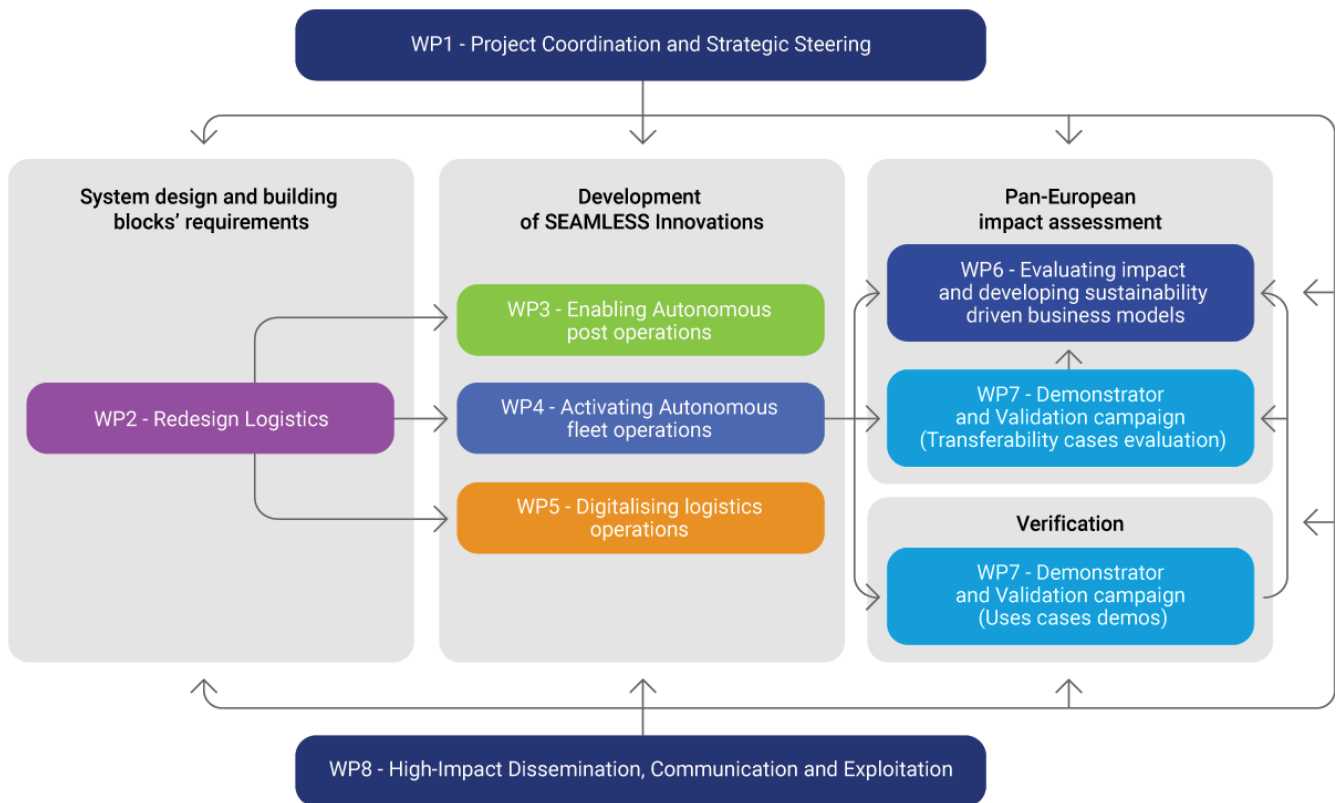 WP1 - Project Coordination and Strategic Steering
System design and building
blocks’ requirements
WP2 - Redesign Logistics
Development
of SEAMLESS Innovations
WP3 - Enabling Autonomous
post operations
WP4 - Activating Autonomous
fleet operations
WP5 - Digitalising logistics
operations
Pan-European
impact assessment
WP6 - Evaluating impact
and developing sustainability
driven business models
WP7 - Demonstrator
and Validation campaign
(Transferability cases evaluation)
Verification
WP7 - Demonstrator
and Validation campaign
(Uses cases demos)
WP8 - High-Impact Dissemination, Communication and Exploitation